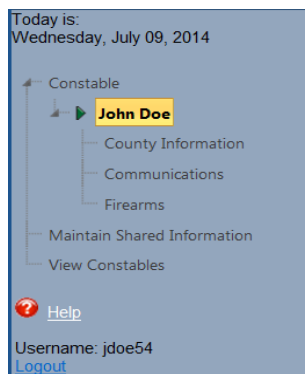 Today is:
Wednesday, July 09, 2014
Constable
John Doe
County Information
Communications
Firearms
Maintain Shared Information
View Constables
Help
Username: jdoe54
Logout